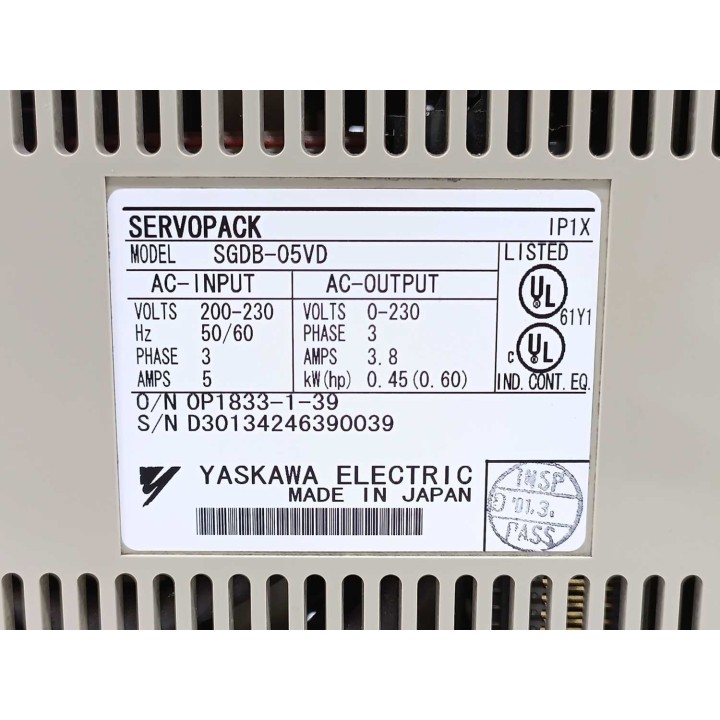 SERVOPACK IP1X
MODEL SGDB-05VD LISTED
AC-INPUT AC-OUTPUT
VOLTS 200-230 VOLTS 0-230
Hz 50/60 PHASE 3
PHASE 3 AMPS 3.8
AMPS 5 kW(hp) 0.45(0.60)
UL 61Y1
c UL
IND. CONT. EQ.
O/N OP1833-1-39
S/N D30134246390039
YASKAWA ELECTRIC
MADE IN JAPAN
INSP
'01.3.
PASS